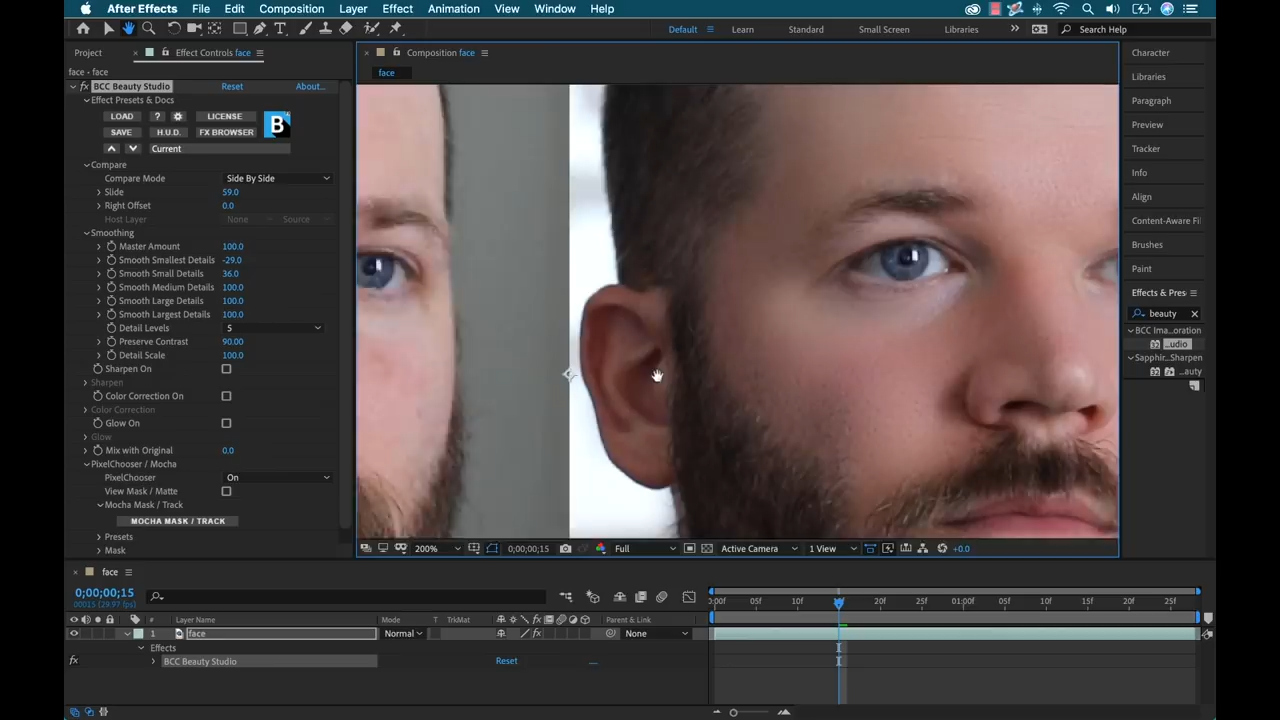 After Effects File Edit Composition Layer Effect Animation View Window Help
Default Learn Standard Small Screen Libraries Search Help
Project Effect Controls face
face • face
fx BCC Beauty Studio Reset About...
Effect Presets & Docs
LOAD ? LICENSE B
SAVE H.U.D. FX BROWSER
Current
Compare
Compare Mode Side By Side
Slide 59.0
Right Offset 0.0
Host Layer None Source
Smoothing
Master Amount 100.0
Smooth Smallest Details -29.0
Smooth Small Details 36.0
Smooth Medium Details 100.0
Smooth Large Details 100.0
Smooth Largest Details 100.0
Detail Levels S
Preserve Contrast 90.00
Detail Scale 100.0
Sharpen On
Sharpen
Color Correction On
Color Correction
Glow On
Glow
Mix with Original 0.0
PixelChooser / Mocha
PixelChooser On
View Mask / Matte
Mocha Mask / Track
MOCHA MASK / TRACK
Presets
Mask
Composition face
face
200% 0;00;00;15 Full Active Camera 1 View +0.0
Character
Libraries
Paragraph
Preview
Tracker
Info
Align
Content-Aware Fil
Brushes
Paint
Effects & Pres
beauty
BCC Ima...oration
...udio
Sapphir...Sharpen
...auty
face
0;00;00;15
00015 (29.97 fps)
# Layer Name Mode T TrkMat Parent & Link
1 face Normal None
Effects
fx BCC Beauty Studio Reset
:00f 05f 10f 15f 20f 25f 01:00f 05f 10f 15f 20f 25f